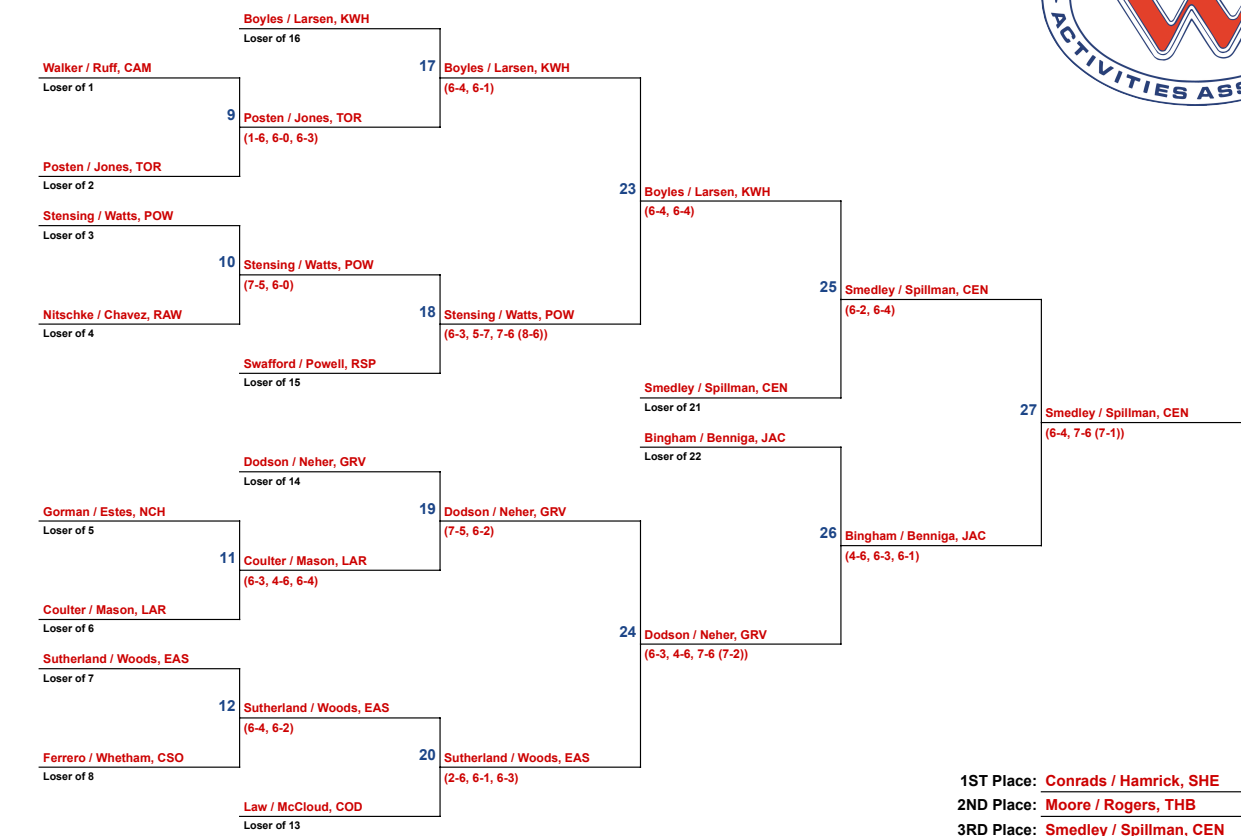 Boyles / Larsen, KWH
Loser of 16
Walker / Ruff, CAM
Loser of 1
17 Boyles / Larsen, KWH
(6-4, 6-1)
9 Posten / Jones, TOR
(1-6, 6-0, 6-3)
Posten / Jones, TOR
Loser of 2
23 Boyles / Larsen, KWH
(6-4, 6-4)
Stensing / Watts, POW
Loser of 3
10 Stensing / Watts, POW
(7-5, 6-0)
25 Smedley / Spillman, CEN
(6-2, 6-4)
Nitschke / Chavez, RAW
Loser of 4
18 Stensing / Watts, POW
(6-3, 5-7, 7-6 (8-6))
Swafford / Powell, RSP
Loser of 15
Smedley / Spillman, CEN
Loser of 21
27 Smedley / Spillman, CEN
(6-4, 7-6 (7-1))
Bingham / Benniga, JAC
Loser of 22
Dodson / Neher, GRV
Loser of 14
Gorman / Estes, NCH
Loser of 5
19 Dodson / Neher, GRV
(7-5, 6-2)
26 Bingham / Benniga, JAC
(4-6, 6-3, 6-1)
11 Coulter / Mason, LAR
(6-3, 4-6, 6-4)
Coulter / Mason, LAR
Loser of 6
24 Dodson / Neher, GRV
(6-3, 4-6, 7-6 (7-2))
Sutherland / Woods, EAS
Loser of 7
12 Sutherland / Woods, EAS
(6-4, 6-2)
Ferrero / Whetham, CSO
Loser of 8
20 Sutherland / Woods, EAS
(2-6, 6-1, 6-3)
Law / McCloud, COD
Loser of 13
1ST Place: Conrads / Hamrick, SHE
2ND Place: Moore / Rogers, THB
3RD Place: Smedley / Spillman, CEN
W
ACTIVITIES ASS